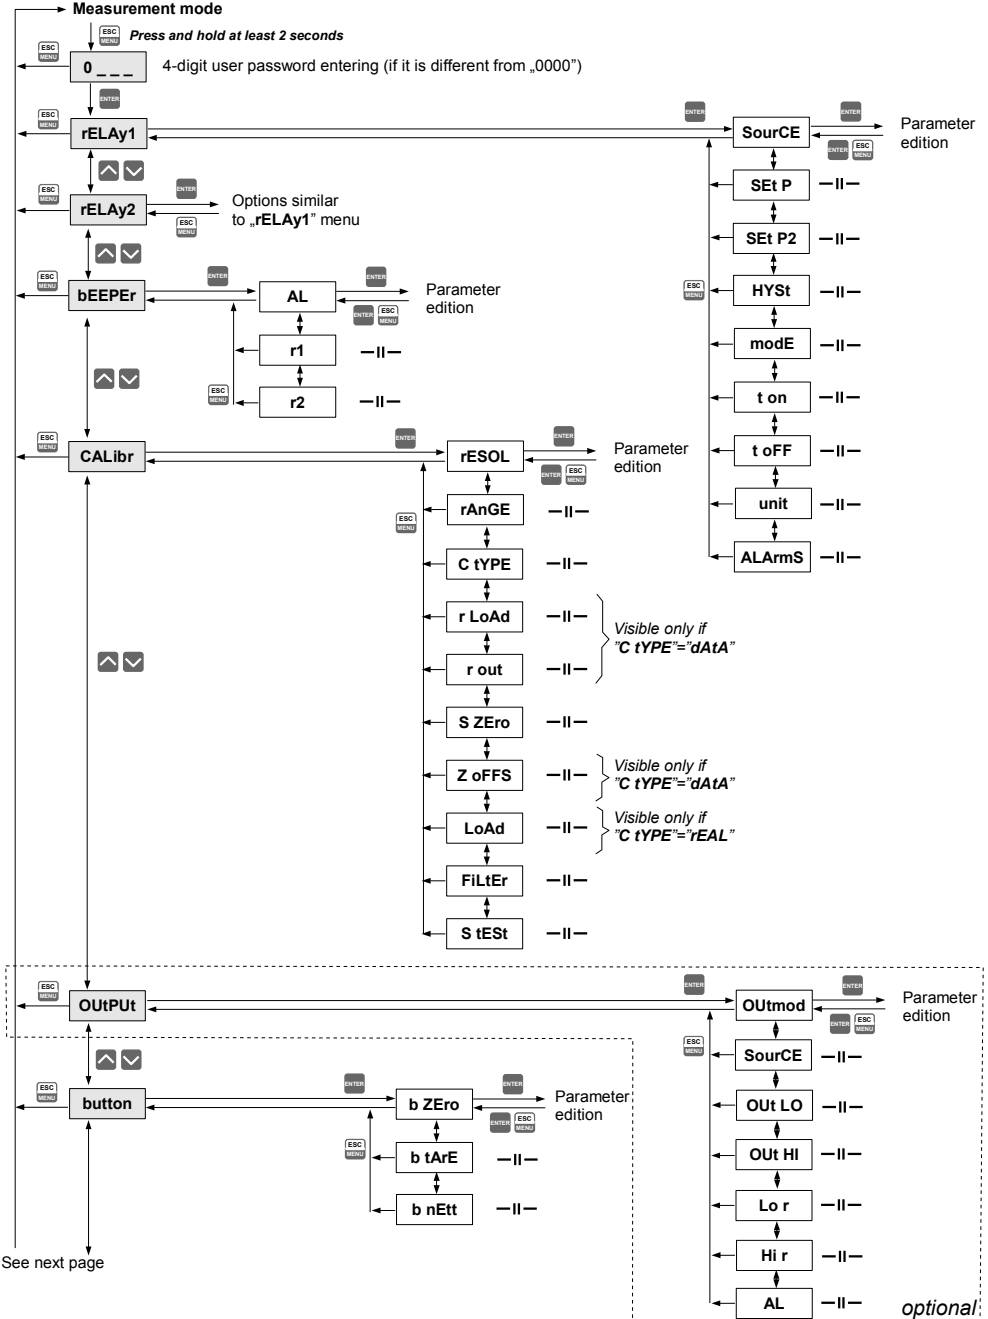 Measurement mode
ESC
MENU
Press and hold at least 2 seconds
ESC
MENU
0 _ _ _
4-digit user password entering (if it is different from „0000")
ENTER
ESC
MENU
rELAy1
ENTER
SourCE
ENTER
ENTER
ESC
MENU
Parameter
edition
ESC
MENU
rELAy2
ENTER
ESC
MENU
Options similar
to „rELAy1" menu
SEt P
—II—
SEt P2
—II—
ESC
MENU
HYSt
—II—
modE
—II—
t on
—II—
t oFF
—II—
unit
—II—
ALArmS
—II—
ESC
MENU
bEEPEr
ENTER
AL
ENTER
ENTER
ESC
MENU
Parameter
edition
r1
—II—
ESC
MENU
r2
—II—
ESC
MENU
CALibr
ENTER
rESOL
ENTER
ENTER
ESC
MENU
Parameter
edition
ESC
MENU
rAnGE
—II—
C tYPE
—II—
r LoAd
—II—
Visible only if
"C tYPE"="dAtA"
r out
—II—
S ZEro
—II—
Z oFFS
—II—
Visible only if
"C tYPE"="dAtA"
LoAd
—II—
Visible only if
"C tYPE"="rEAL"
FiLtEr
—II—
S tESt
—II—
ESC
MENU
OUtPUt
ENTER
OUtmod
ENTER
ENTER
ESC
MENU
Parameter
edition
ESC
MENU
SourCE
—II—
OUt LO
—II—
OUt HI
—II—
Lo r
—II—
Hi r
—II—
AL
—II—
optional
ESC
MENU
button
ENTER
b ZEro
ENTER
ENTER
ESC
MENU
Parameter
edition
ESC
MENU
b tArE
—II—
b nEtt
—II—
See next page